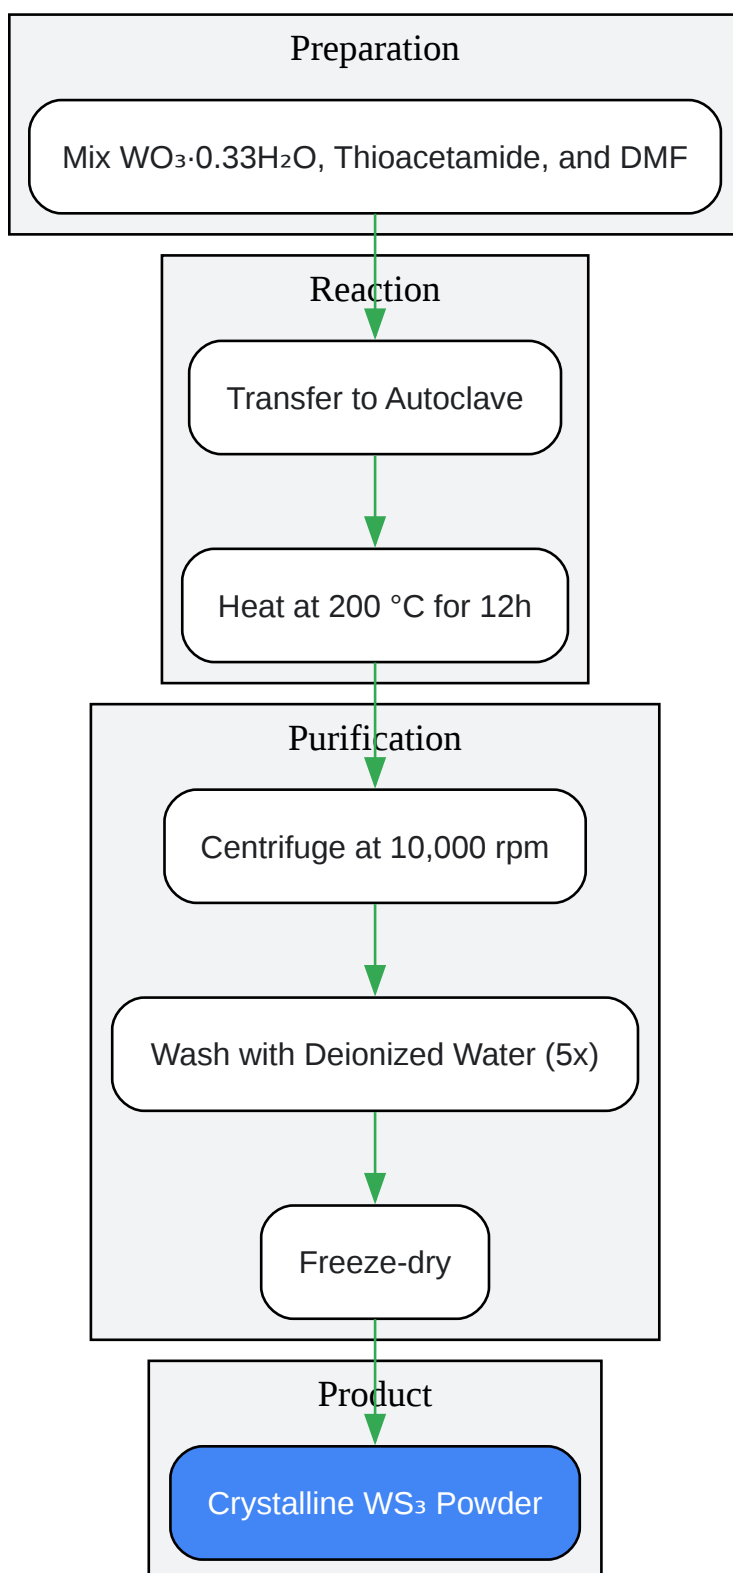 Preparation
Mix WO₃·0.33H₂O, Thioacetamide, and DMF
Reaction
Transfer to Autoclave
Heat at 200 °C for 12h
Purification
Centrifuge at 10,000 rpm
Wash with Deionized Water (5x)
Freeze-dry
Product
Crystalline WS₃ Powder